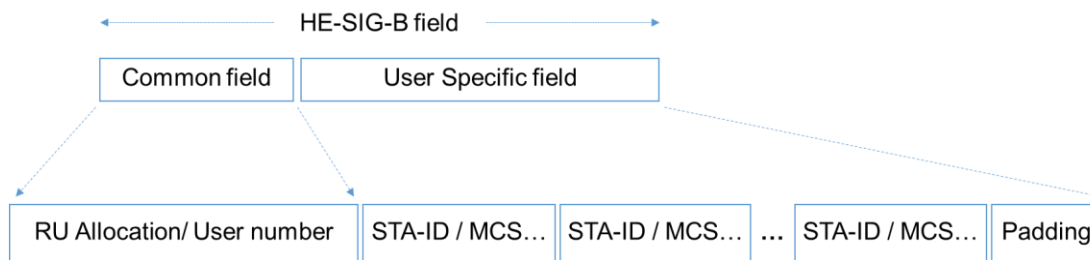 HE-SIG-B field
Common field
User Specific field
RU Allocation/ User number
STA-ID / MCS...
STA-ID / MCS...
...
STA-ID / MCS...
Padding